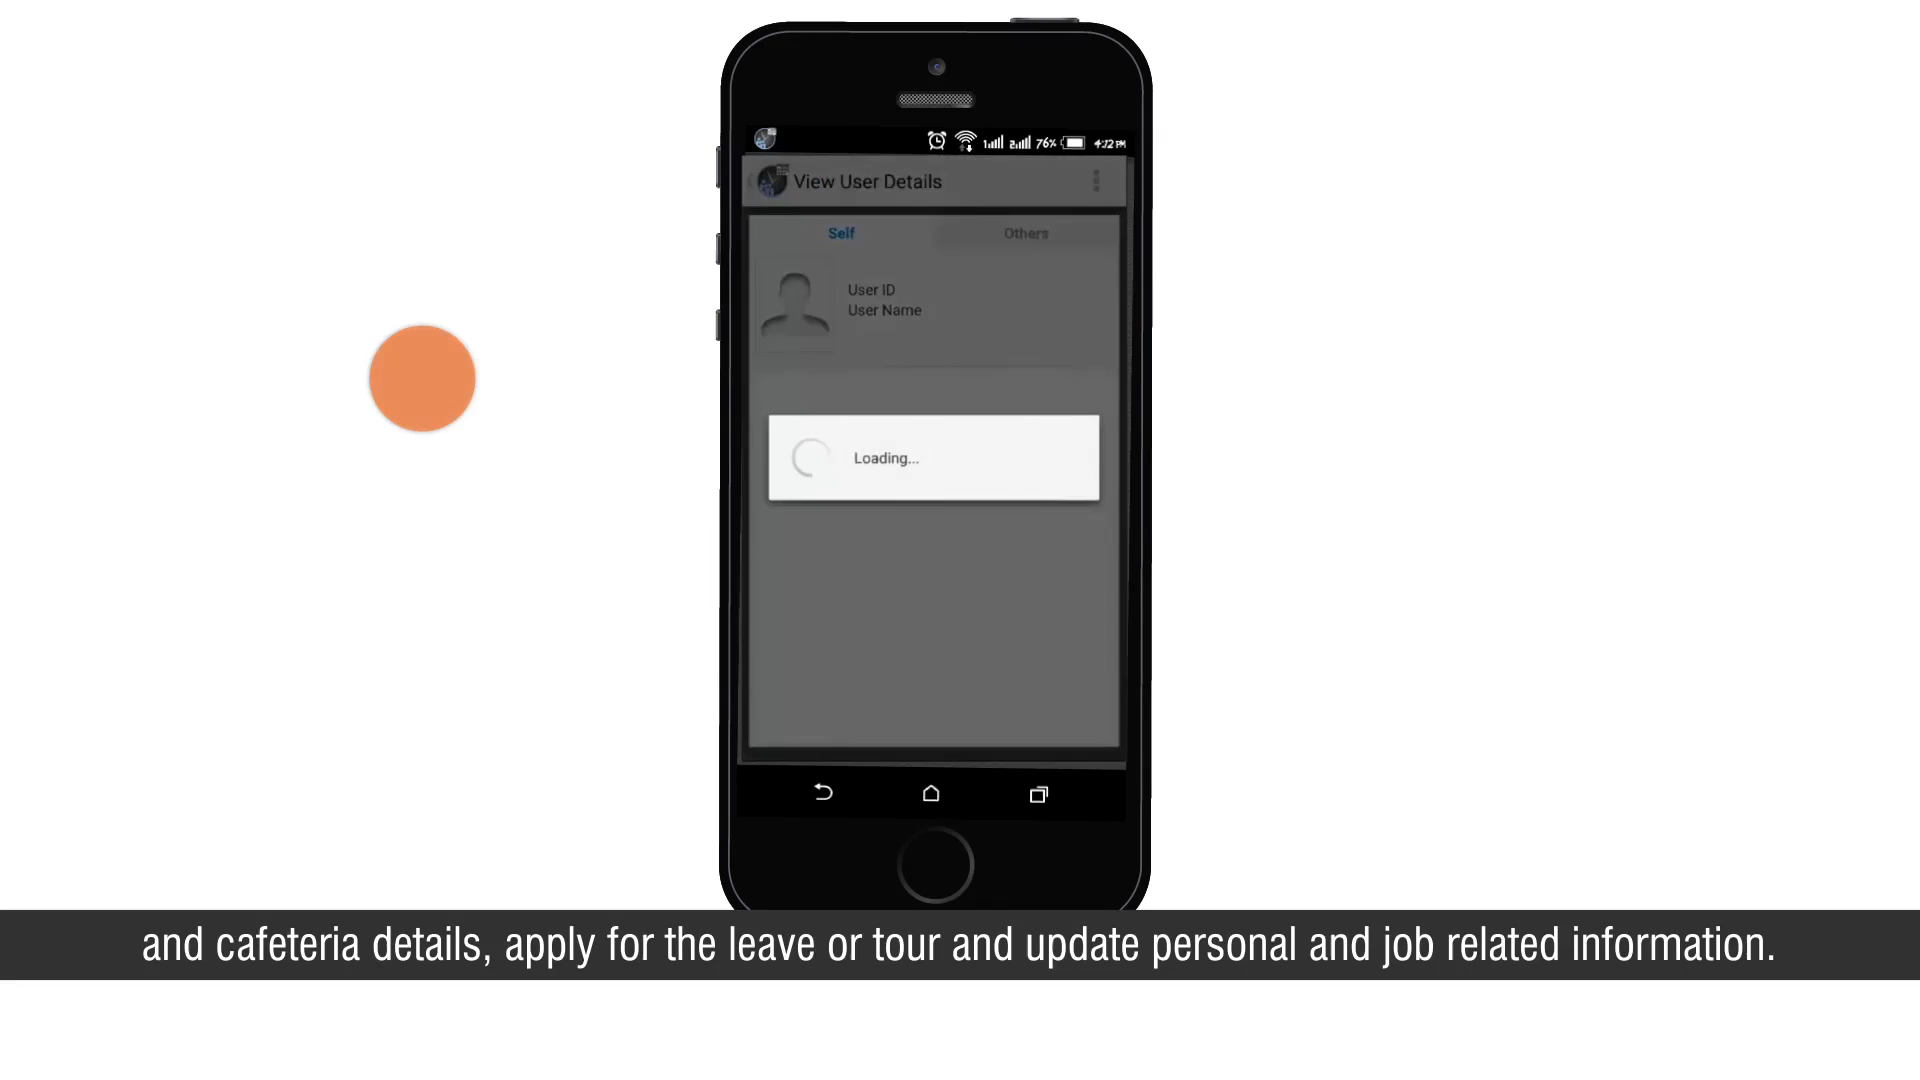 76% 4:12 PM
View User Details
Self Others
User ID
User Name
Loading...
and cafeteria details, apply for the leave or tour and update personal and job related information.